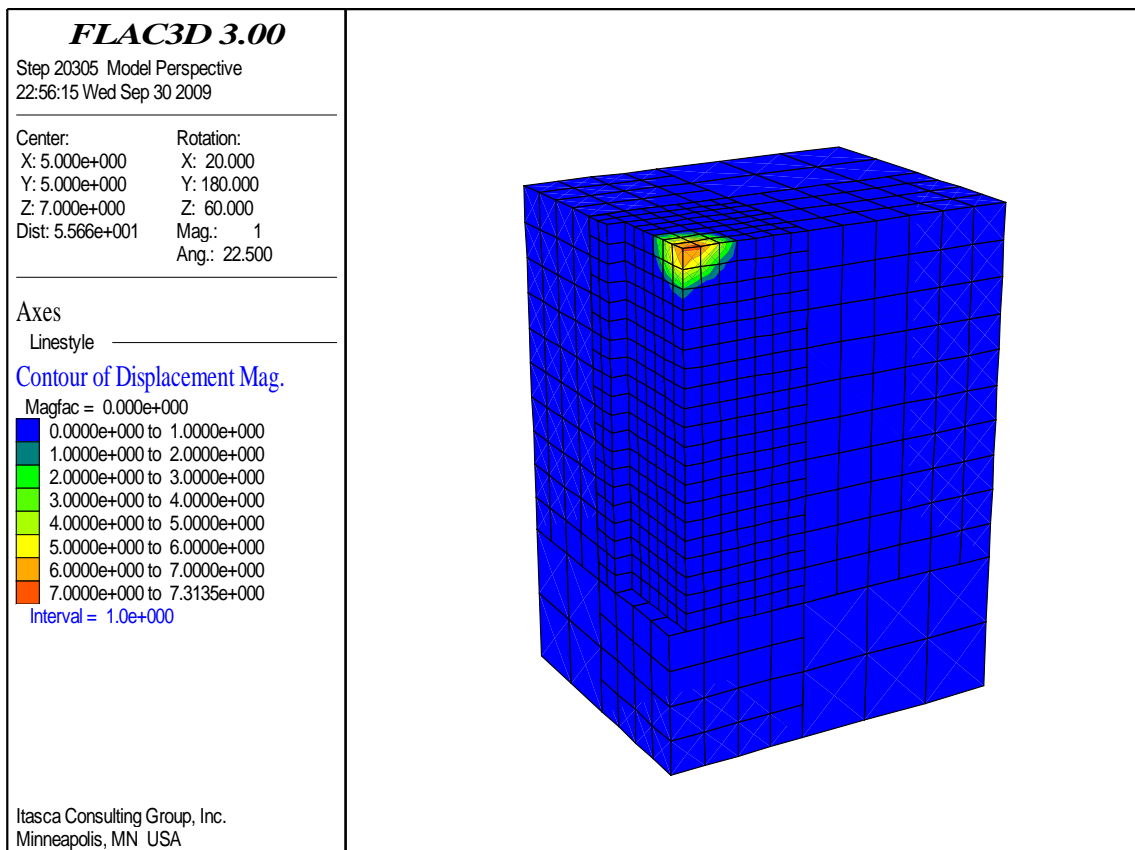 FLAC3D 3.00
Step 20305 Model Perspective
22:56:15 Wed Sep 30 2009
Center:
X: 5.000e+000
Y: 5.000e+000
Z: 7.000e+000
Dist: 5.566e+001
Rotation:
X: 20.000
Y: 180.000
Z: 60.000
Mag.: 1
Ang.: 22.500
Axes
Linestyle
Contour of Displacement Mag.
Magfac = 0.000e+000
0.0000e+000 to 1.0000e+000
1.0000e+000 to 2.0000e+000
2.0000e+000 to 3.0000e+000
3.0000e+000 to 4.0000e+000
4.0000e+000 to 5.0000e+000
5.0000e+000 to 6.0000e+000
6.0000e+000 to 7.0000e+000
7.0000e+000 to 7.3135e+000
Interval = 1.0e+000
Itasca Consulting Group, Inc.
Minneapolis, MN USA